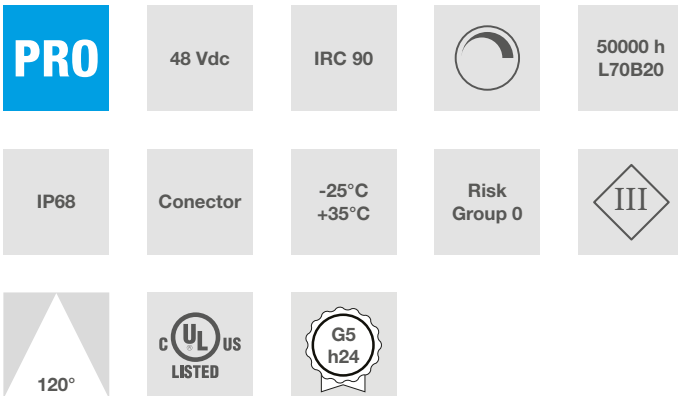 PRO
48 Vdc
IRC 90
50000 h
L70B20
IP68
Conector
-25°C
+35°C
Risk
Group 0
III
120°
C UL US
®
LISTED
G5
h24